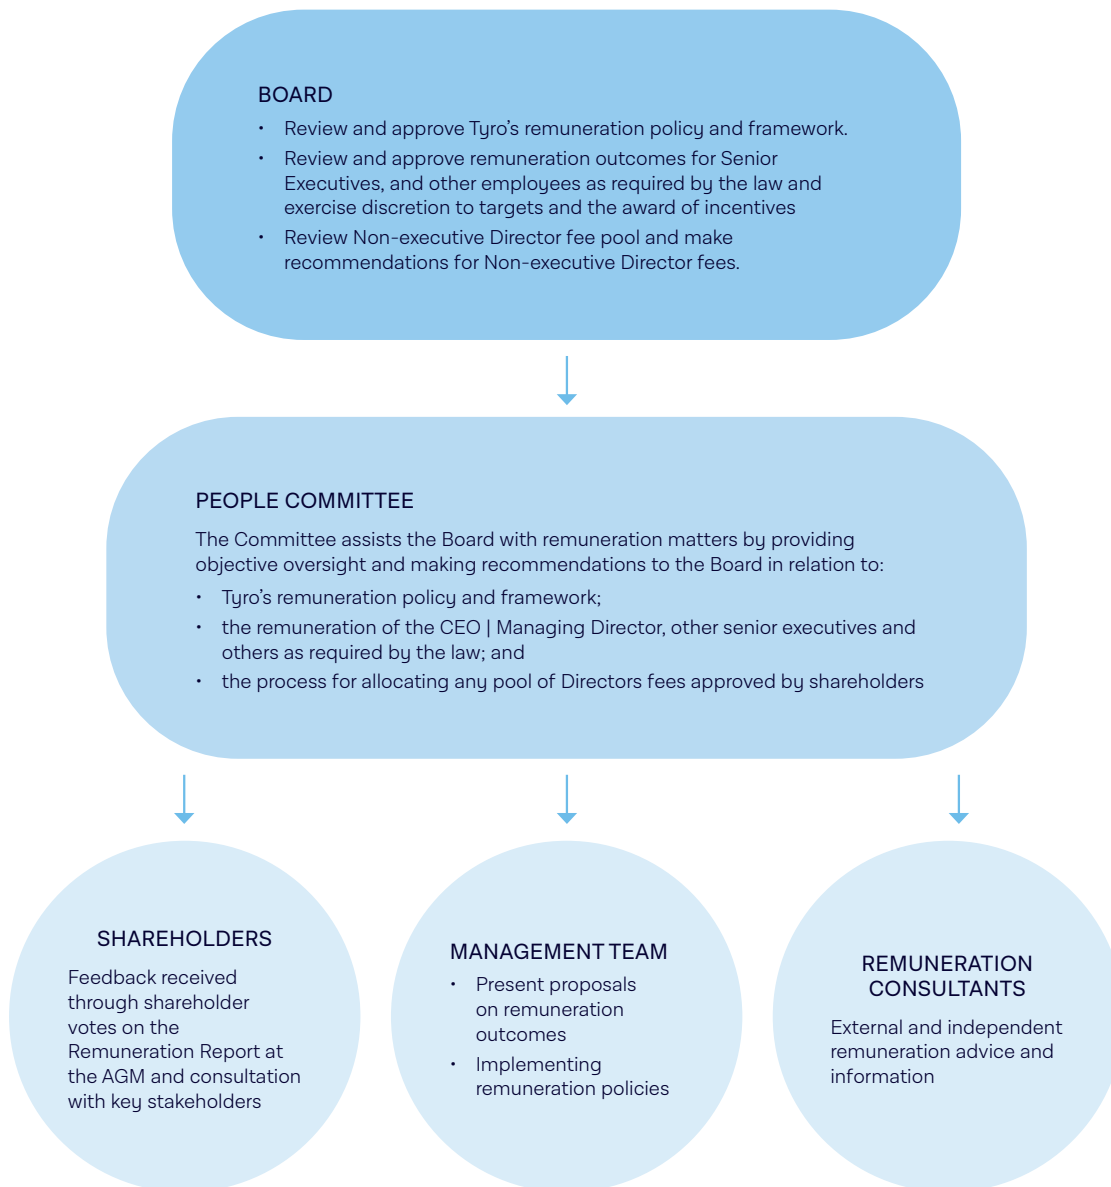 BOARD
• Review and approve Tyro's remuneration policy and framework.
• Review and approve remuneration outcomes for Senior
Executives, and other employees as required by the law and
exercise discretion to targets and the award of incentives
• Review Non-executive Director fee pool and make
recommendations for Non-executive Director fees.
PEOPLE COMMITTEE
The Committee assists the Board with remuneration matters by providing
objective oversight and making recommendations to the Board in relation to:
• Tyro's remuneration policy and framework;
• the remuneration of the CEO | Managing Director, other senior executives and
others as required by the law; and
• the process for allocating any pool of Directors fees approved by shareholders
SHAREHOLDERS
Feedback received
through shareholder
votes on the
Remuneration Report at
the AGM and consultation
with key stakeholders
MANAGEMENT TEAM
• Present proposals
on remuneration
outcomes
• Implementing
remuneration policies
REMUNERATION
CONSULTANTS
External and independent
remuneration advice and
information